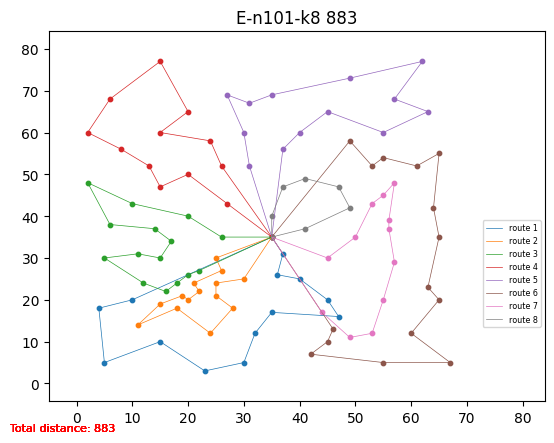 E-n101-k8 883
80
70
60
50
40
30
20
10
0
route 1
route 2
route 3
route 4
route 5
route 6
route 7
route 8
0 10 20 30 40 50 60 70 80
Total distance: 883